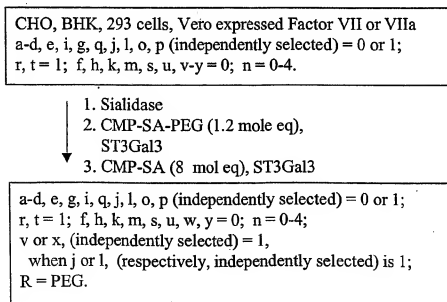 CHO, BHK, 293 cells, Vero expressed Factor VII or VIIa
a-d, e, i, g, q, j, l, o, p (independently selected) = 0 or 1;
r, t = 1; f, h, k, m, s, u, v-y = 0; n = 0-4.
1. Sialidase
2. CMP-SA-PEG (1.2 mole eq),
ST3Gal3
3. CMP-SA (8 mol eq), ST3Gal3
a-d, e, g, i, q, j, l, o, p (independently selected) = 0 or 1;
r, t = 1; f, h, k, m, s, u, w, y = 0; n = 0-4;
v or x, (independently selected) = 1,
when j or l, (respectively, independently selected) is 1;
R = PEG.